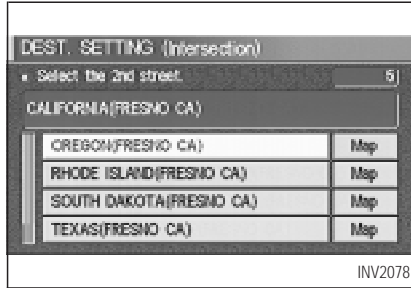 DEST. SETTING (Intersection)
Select the 2nd street. 5
CALIFORNIA(FRESNO CA)
OREGON(FRESNO CA) Map
RHODE ISLAND(FRESNO CA) Map
SOUTH DAKOTA(FRESNO CA) Map
TEXAS(FRESNO CA) Map
INV2078